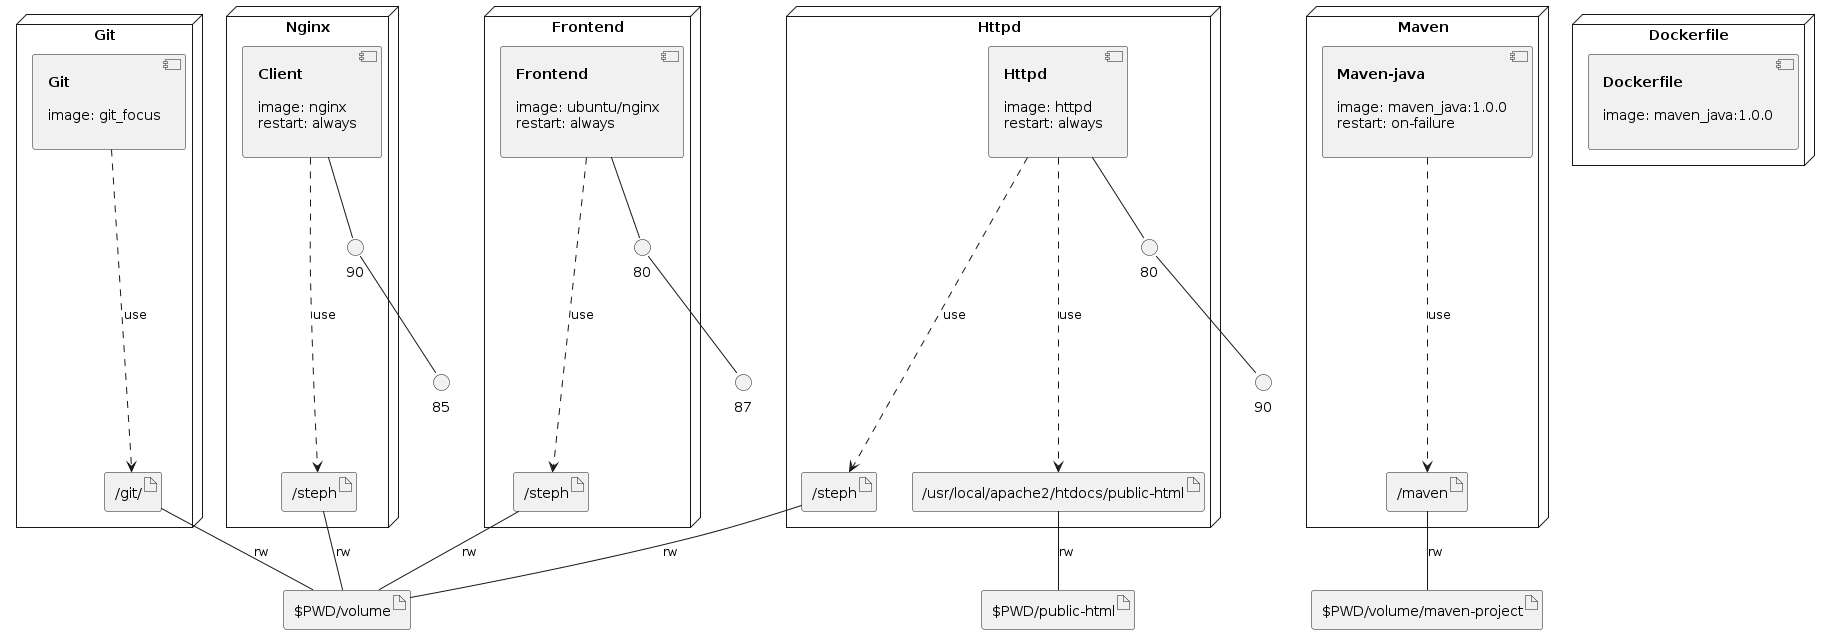 Git
Git
image: git_focus
use
/git/
Nginx
Client
image: nginx
restart: always
90
use
85
/steph
Frontend
Frontend
image: ubuntu/nginx
restart: always
80
use
87
/steph
Httpd
Httpd
image: httpd
restart: always
80
use
use
90
/steph
/usr/local/apache2/htdocs/public-html
Maven
Maven-java
image: maven_java:1.0.0
restart: on-failure
use
/maven
Dockerfile
Dockerfile
image: maven_java:1.0.0
rw
rw
rw
rw
rw
rw
$PWD/volume
$PWD/public-html
$PWD/volume/maven-project